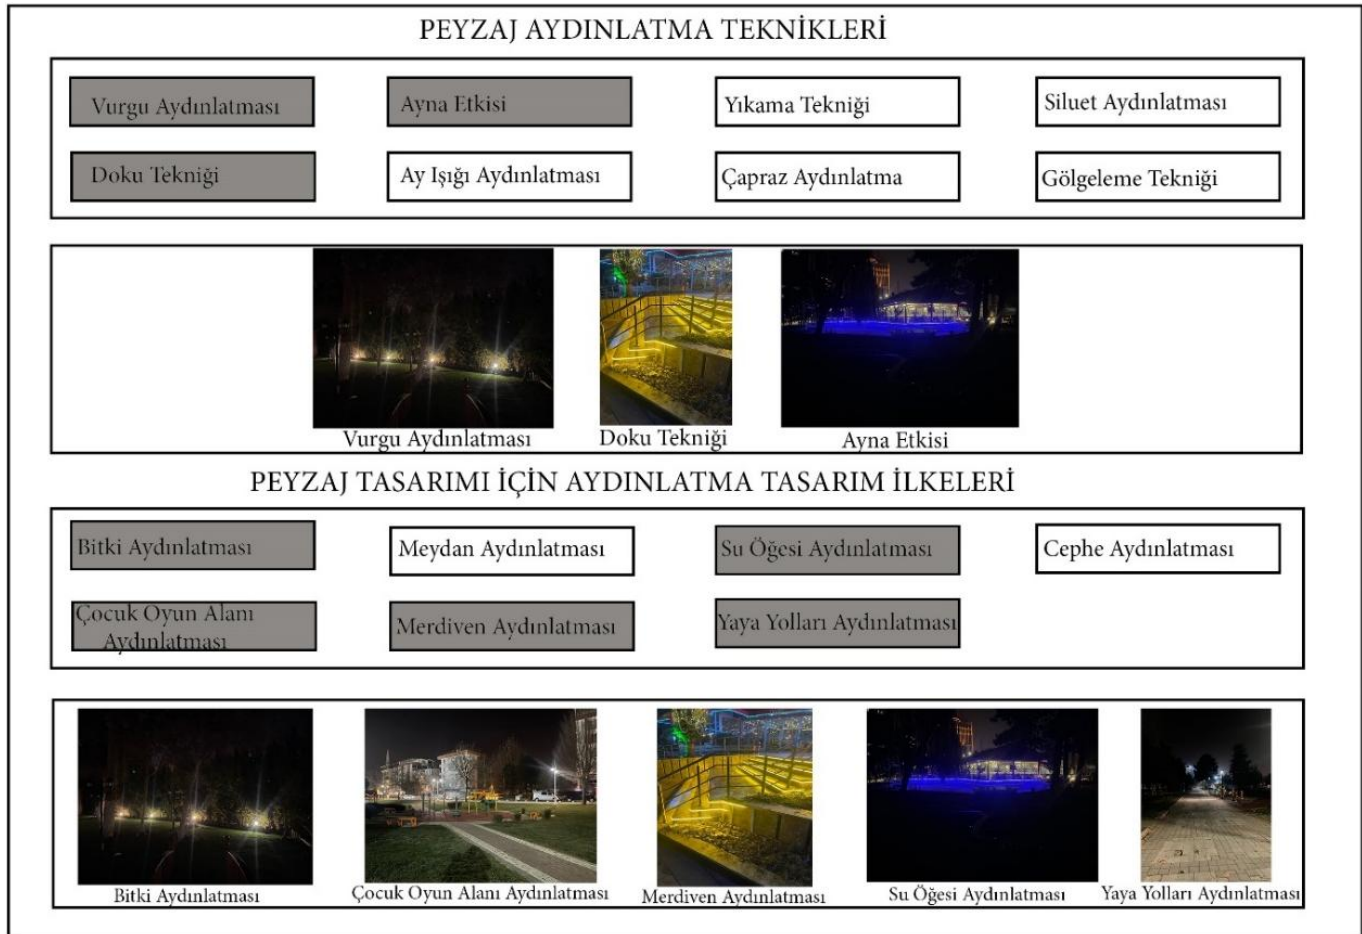 PEYZAJ AYDINLATMA TEKNİKLERİ
Vurgu Aydınlatması
Ayna Etkisi
Yıkama Tekniği
Siluet Aydınlatması
Doku Tekniği
Ay Işığı Aydınlatması
Çapraz Aydınlatma
Gölgeleme Tekniği
Vurgu Aydınlatması
Doku Tekniği
Ayna Etkisi
PEYZAJ TASARIMI İÇİN AYDINLATMA TASARIM İLKELERİ
Bitki Aydınlatması
Meydan Aydınlatması
Su Öğesi Aydınlatması
Cephe Aydınlatması
Çocuk Oyun Alanı
Aydınlatması
Merdiven Aydınlatması
Yaya Yolları Aydınlatması
Bitki Aydınlatması
Çocuk Oyun Alanı Aydınlatması
Merdiven Aydınlatması
Su Öğesi Aydınlatması
Yaya Yolları Aydınlatması